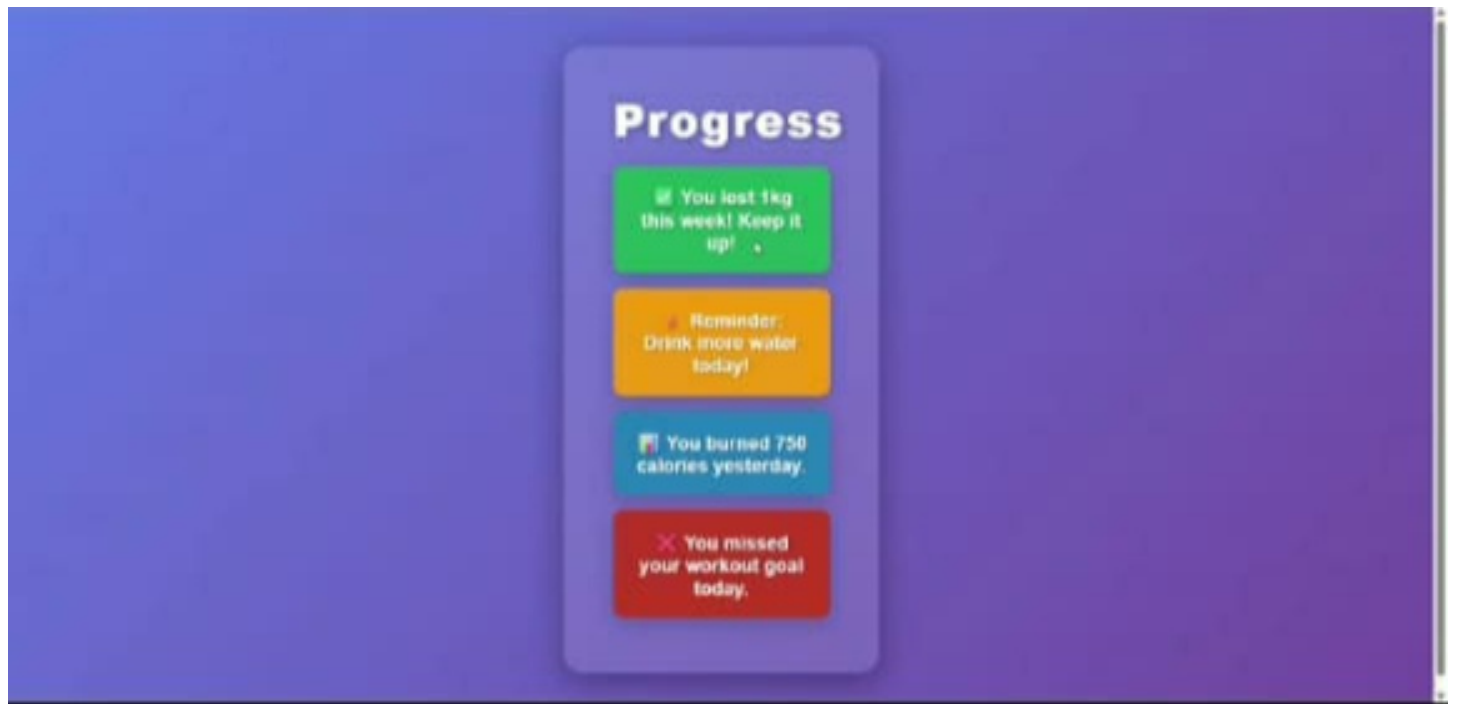 Progress
✅ You lost 1kg
this week! Keep it
up!
Reminder:
Drink more water
today!
📊 You burned 750
calories yesterday.
❌ You missed
your workout goal
today.